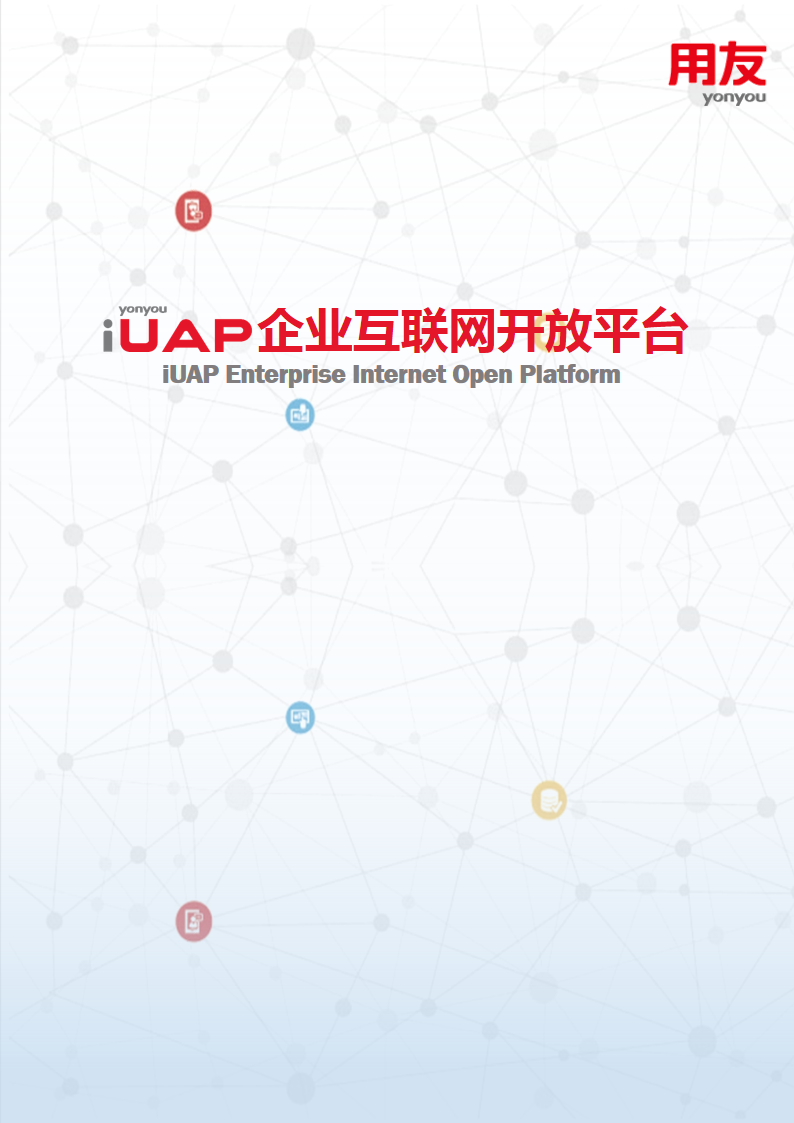 用友
yonyou
yonyou
iUAP企业互联网开放平台
iUAP Enterprise Internet Open Platform